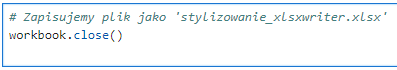 # Zapisujemy plik jako 'stylizowanie_xlsxwriter.xlsx'
workbook.close()